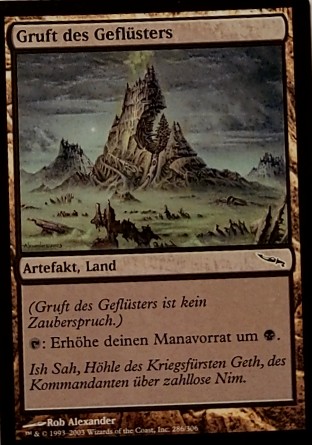 Gruft des Geflüsters
Artefakt, Land
(Gruft des Geflüsters ist kein
Zauberspruch.)
: Erhöhe deinen Manavorrat um .
Ish Sah, Höhle des Kriegsfürsten Geth, des
Kommandanten über zahllose Nim.
Rob Alexander
™ & © 1993-2003 Wizards of the Coast, Inc. 286/306